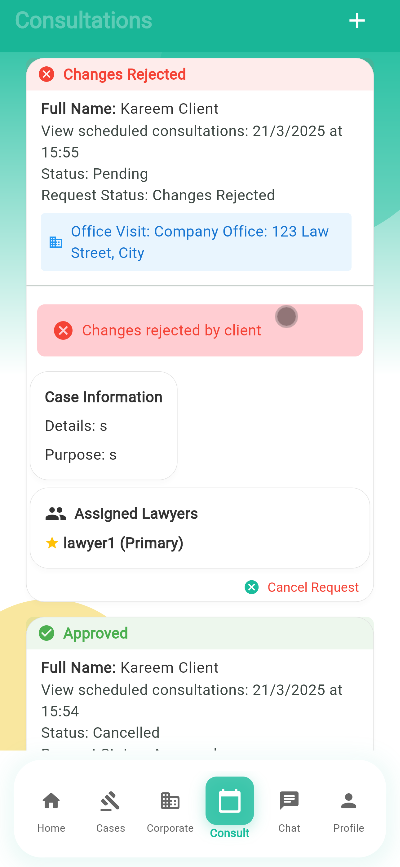 Consultations
Changes Rejected
Full Name: Kareem Client
View scheduled consultations: 21/3/2025 at
15:55
Status: Pending
Request Status: Changes Rejected
Office Visit: Company Office: 123 Law
Street, City
Changes rejected by client
Case Information
Details: s
Purpose: s
Assigned Lawyers
lawyer1 (Primary)
Cancel Request
Approved
Full Name: Kareem Client
View scheduled consultations: 21/3/2025 at
15:54
Status: Cancelled
Home
Cases
Corporate
Consult
Chat
Profile